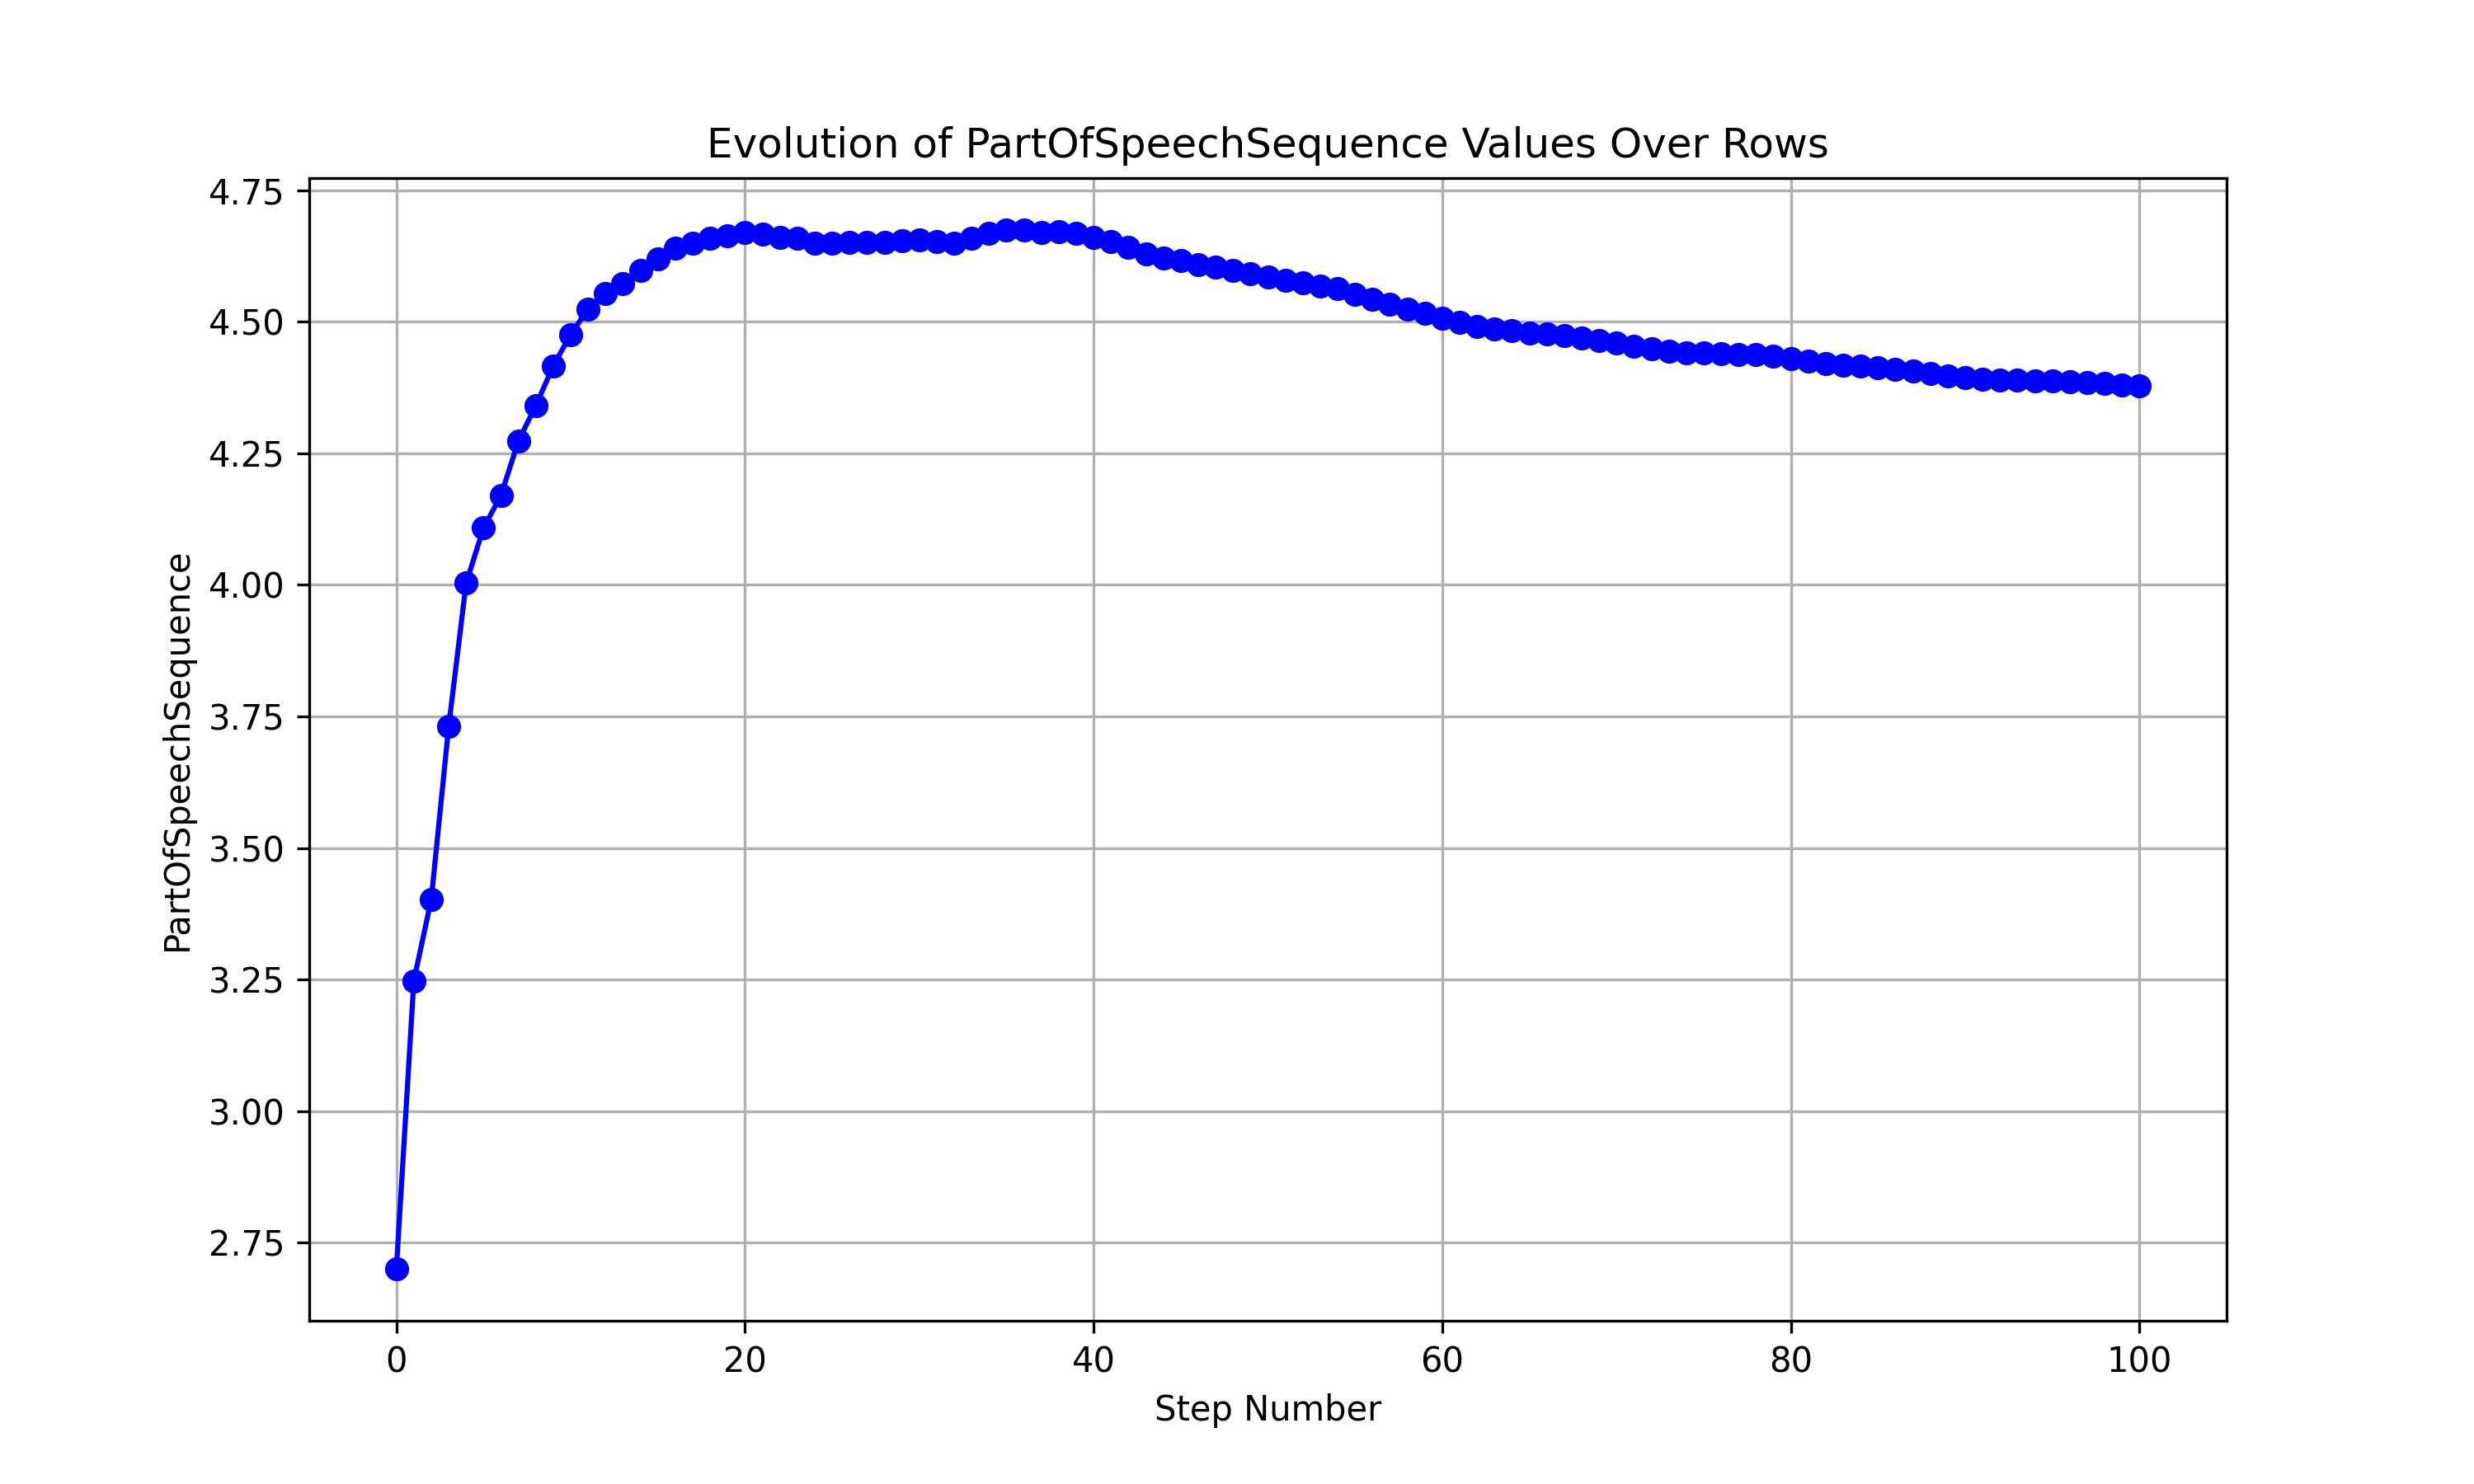 Evolution of PartOfSpeechSequence Values Over Rows
PartOfSpeechSequence
4.75
4.50
4.25
4.00
3.75
3.50
3.25
3.00
2.75
0 20 40 60 80 100
Step Number